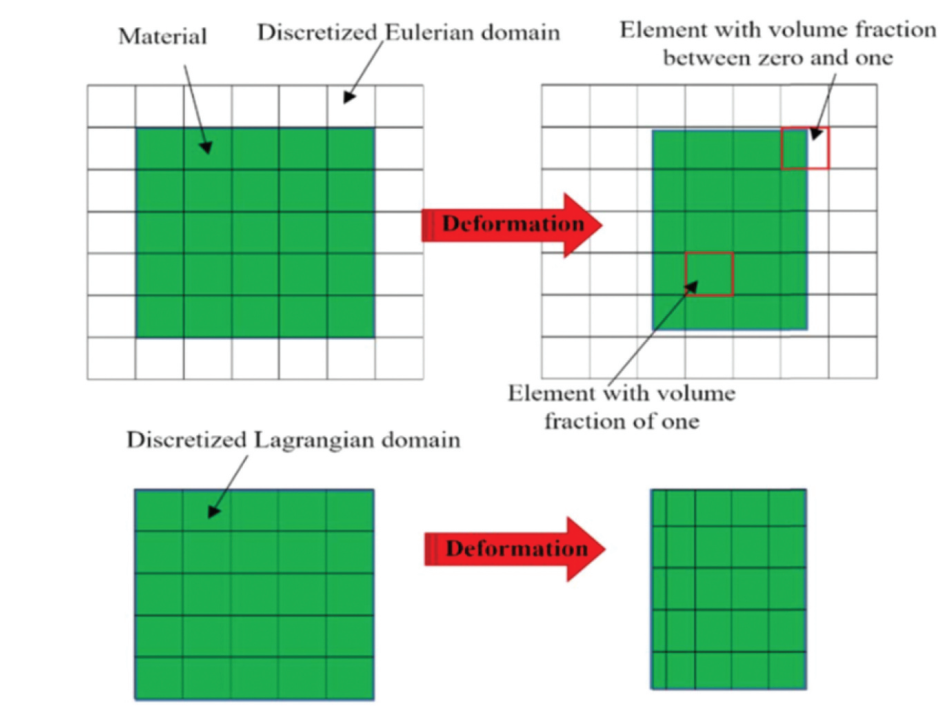 Material
Discretized Eulerian domain
Element with volume fraction
between zero and one
Deformation
Element with volume
fraction of one
Discretized Lagrangian domain
Deformation